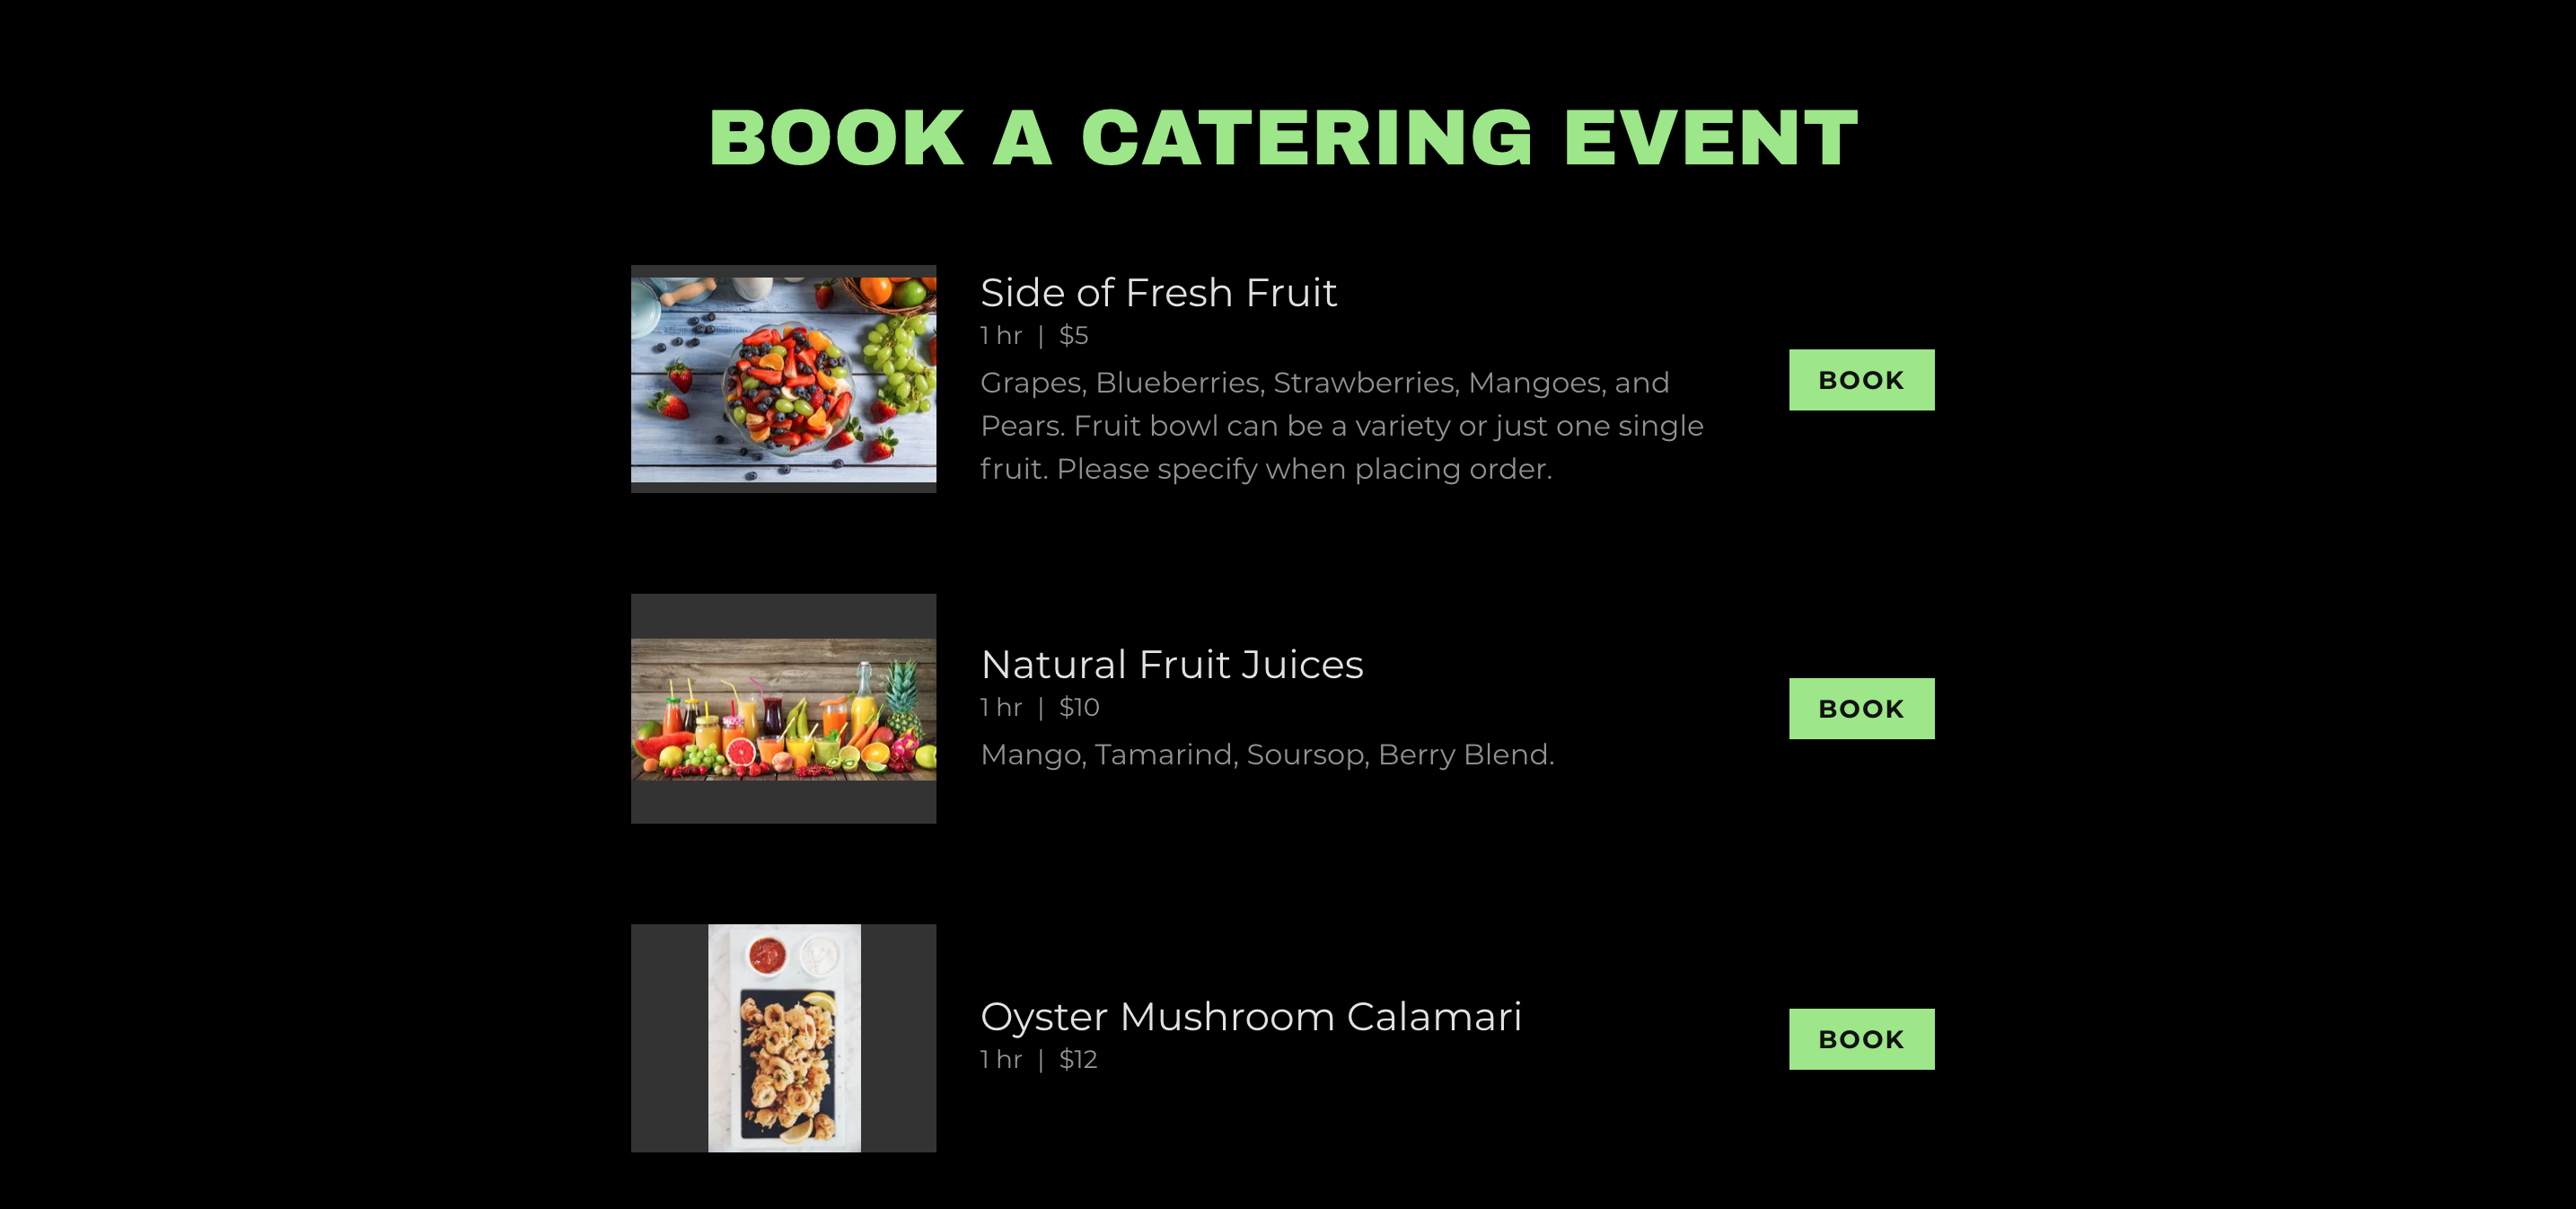 BOOK A CATERING EVENT
Side of Fresh Fruit
1 hr | $5
Grapes, Blueberries, Strawberries, Mangoes, and
Pears. Fruit bowl can be a variety or just one single
fruit. Please specify when placing order.
BOOK
Natural Fruit Juices
1 hr | $10
Mango, Tamarind, Soursop, Berry Blend.
BOOK
Oyster Mushroom Calamari
1 hr | $12
BOOK